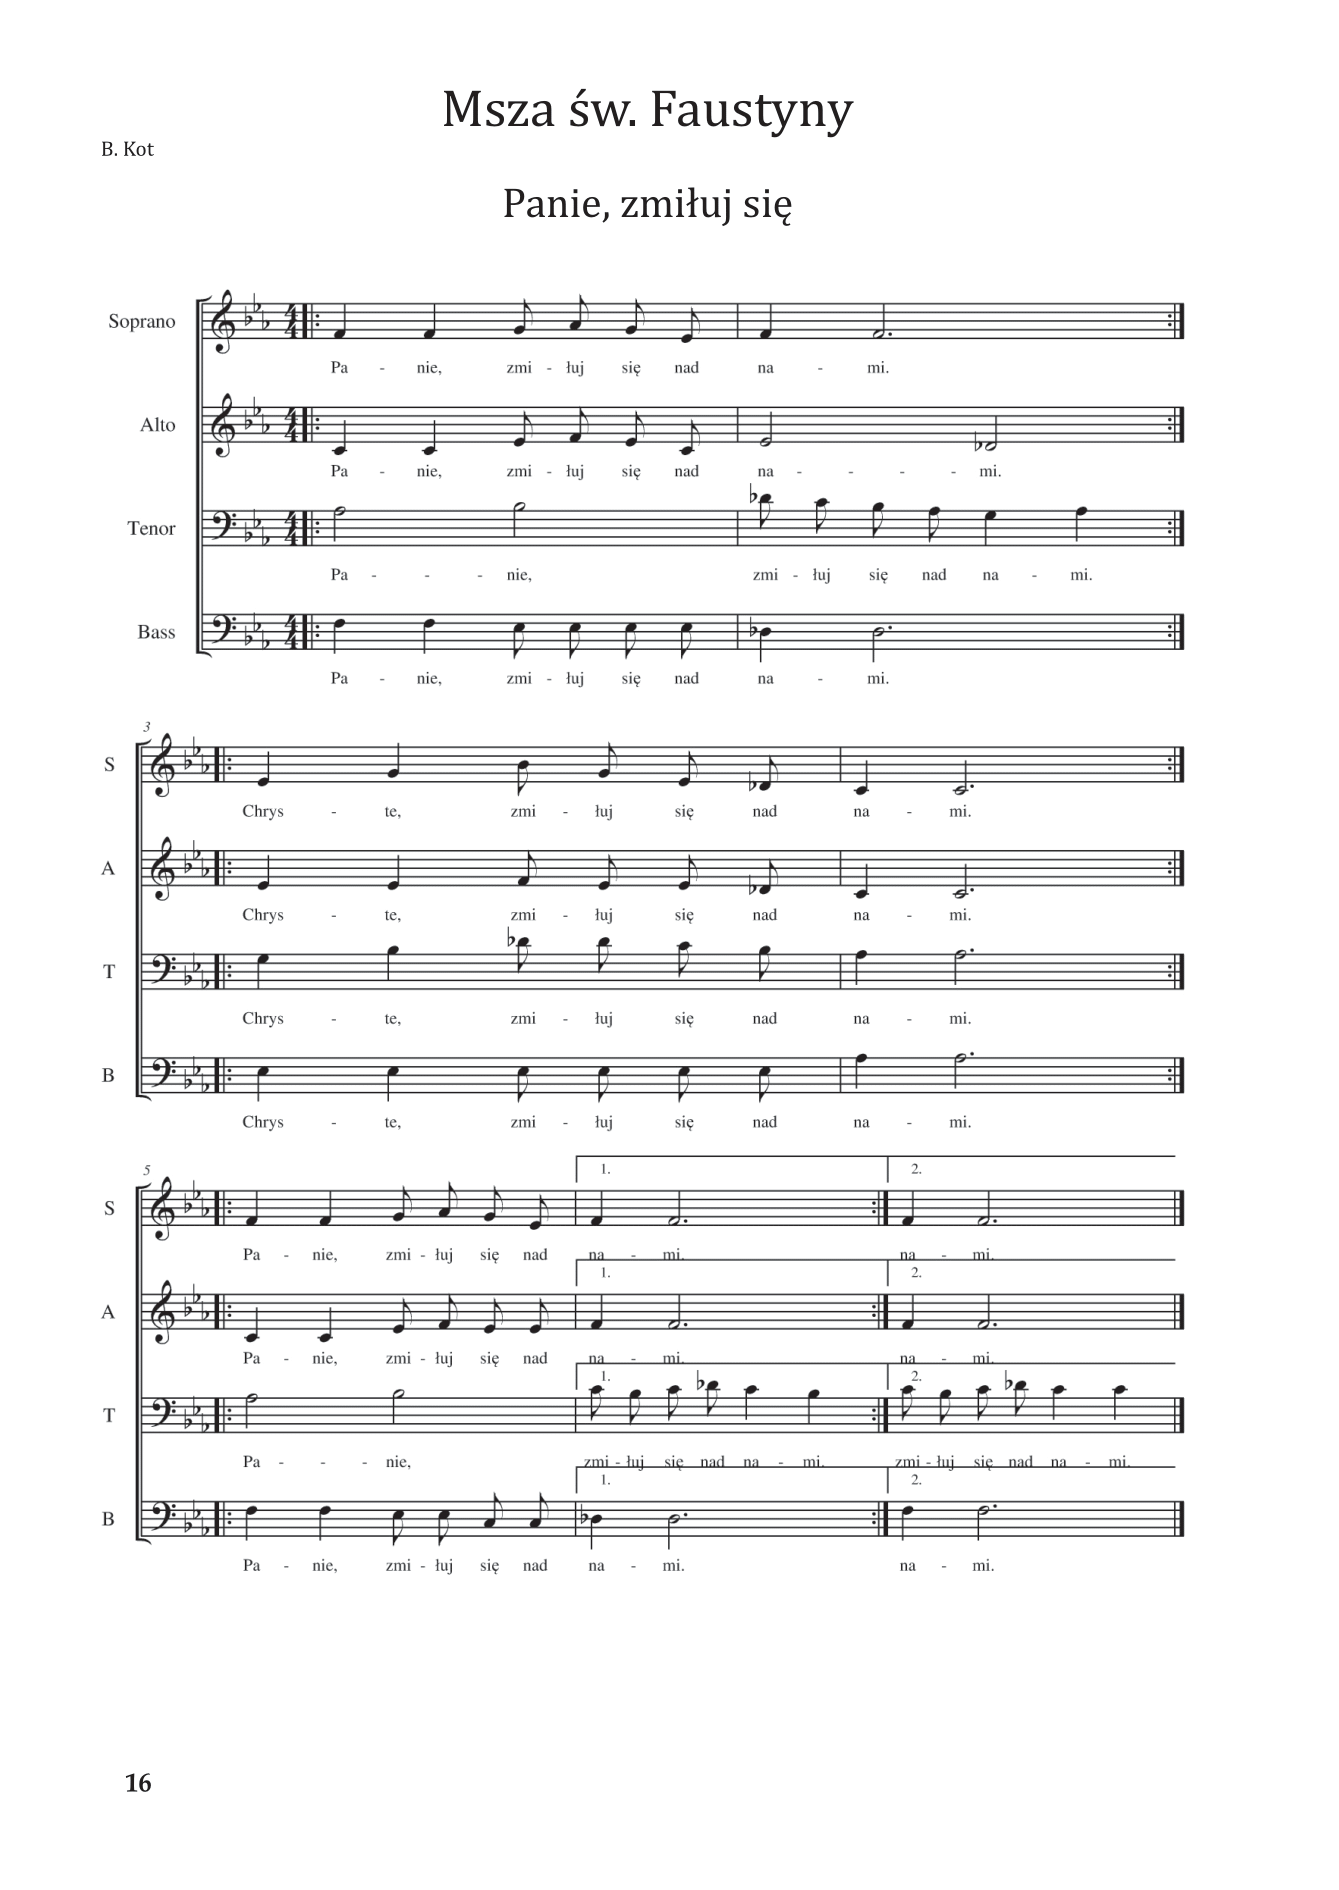 Msza św. Faustyny
B. Kot
Panie, zmiłuj się
Soprano
Pa - nie, zmi - łuj się nad na - mi.
Alto
Pa - nie, zmi - łuj się nad na - - - - mi.
Tenor
Pa - - - nie, zmi - łuj się nad na - mi.
Bass
Pa - nie, zmi - łuj się nad na - mi.
3
S
Chrys - te, zmi - łuj się nad na - mi.
A
Chrys - te, zmi - łuj się nad na - mi.
T
Chrys - te, zmi - łuj się nad na - mi.
B
Chrys - te, zmi - łuj się nad na - mi.
5
1. 2.
S
Pa - nie, zmi - łuj się nad na - mi. na - mi.
1. 2.
A
Pa - nie, zmi - łuj się nad na - mi. na - mi.
1. 2.
T
Pa - - - nie, zmi - łuj się nad na - mi. zmi - łuj się nad na - mi.
1. 2.
B
Pa - nie, zmi - łuj się nad na - mi. na - mi.
16